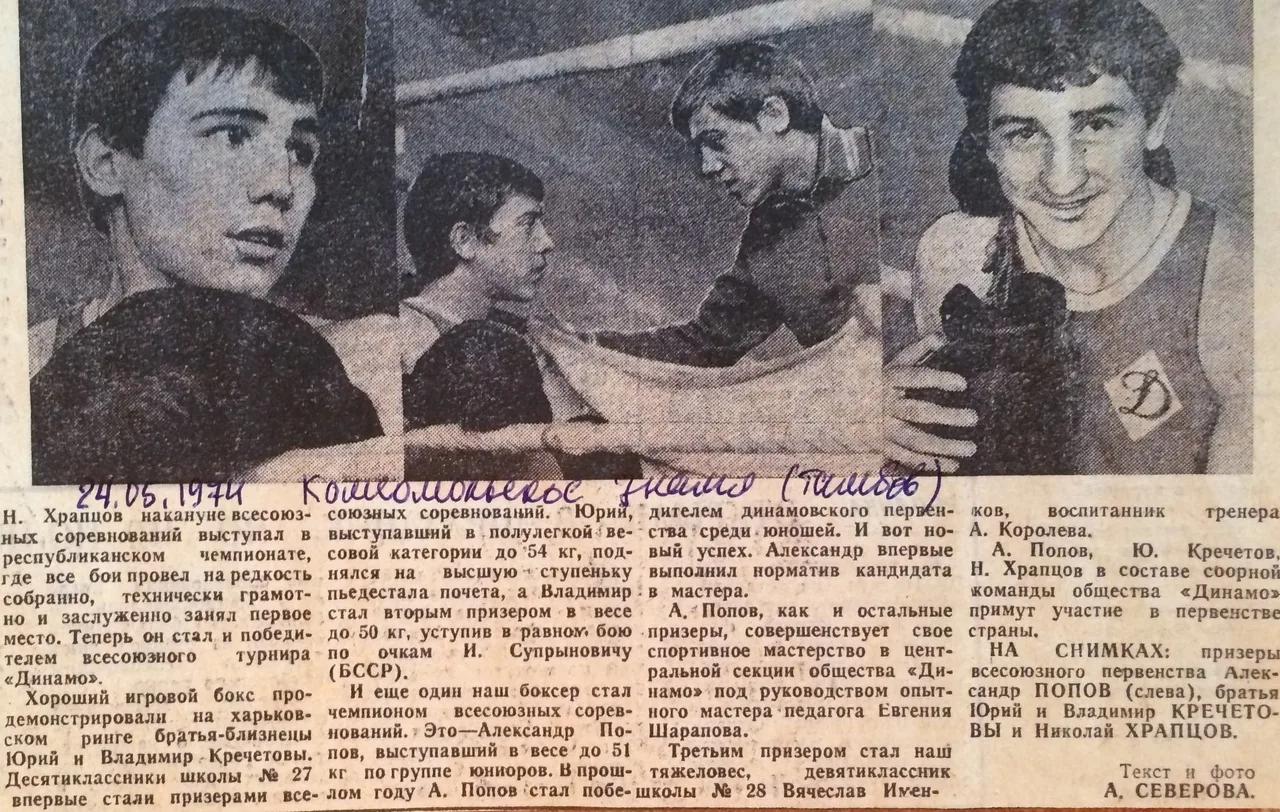 Д
24.05.1974 Комсомольское знамя (Тамбов)
Н. Храпцов накануне всесоюз-
ных соревнований выступал в
республиканском чемпионате,
где все бои провел на редкость
собранно, технически грамот-
но и заслуженно занял первое
место. Теперь он стал и победи-
телем всесоюзного турнира
«Динамо».
Хороший игровой бокс про-
демонстрировали на харьков-
ском ринге братья-близнецы
Юрий и Владимир Кречетовы.
Десятиклассники школы № 27
впервые стали призерами все-
союзных соревнований. Юрий,
выступавший в полулегкой ве-
совой категории до 54 кг, под-
нялся на высшую ступеньку
пьедестала почета, а Владимир
стал вторым призером в весе
до 50 кг, уступив в равном бою
по очкам И. Супрыновичу
(БССР).
И еще один наш боксер стал
чемпионом всесоюзных сорев-
нований. Это—Александр По-
пов, выступавший в весе до 51
кг по группе юниоров. В прош-
лом году А. Попов стал побе-
дителем динамовского первен-
ства среди юношей. И вот но-
вый успех. Александр впервые
выполнил норматив кандидата
в мастера.
А. Попов, как и остальные
призеры, совершенствует свое
спортивное мастерство в цент-
ральной секции общества «Ди-
намо» под руководством опыт-
ного мастера педагога Евгения
Шарапова.
Третьим призером стал наш
тяжеловес, девятиклассник
школы № 28 Вячеслав Имен-
ков, воспитанник тренера
А. Королева.
А. Попов, Ю. Кречетов,
Н. Храпцов в составе сборной
команды общества «Динамо»
примут участие в первенстве
страны.
НА СНИМКАХ: призеры
всесоюзного первенства Алек-
сандр ПОПОВ (слева), братья
Юрий и Владимир КРЕЧЕТО-
ВЫ и Николай ХРАПЦОВ.
Текст и фото
А. СЕВЕРОВА.